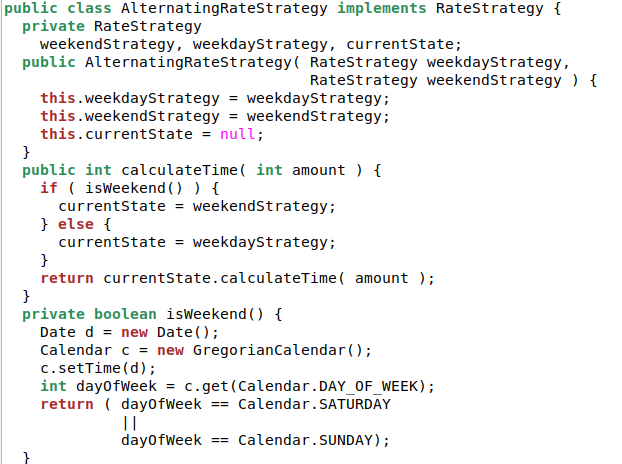 public class AlternatingRateStrategy implements RateStrategy {
  private RateStrategy
    weekendStrategy, weekdayStrategy, currentState;
  public AlternatingRateStrategy( RateStrategy weekdayStrategy,
                                  RateStrategy weekendStrategy ) {
    this.weekdayStrategy = weekdayStrategy;
    this.weekendStrategy = weekendStrategy;
    this.currentState = null;
  }
  public int calculateTime( int amount ) {
    if ( isWeekend() ) {
      currentState = weekendStrategy;
    } else {
      currentState = weekdayStrategy;
    }
    return currentState.calculateTime( amount );
  }
  private boolean isWeekend() {
    Date d = new Date();
    Calendar c = new GregorianCalendar();
    c.setTime(d);
    int dayOfWeek = c.get(Calendar.DAY_OF_WEEK);
    return ( dayOfWeek == Calendar.SATURDAY
             ||
             dayOfWeek == Calendar.SUNDAY);
  }